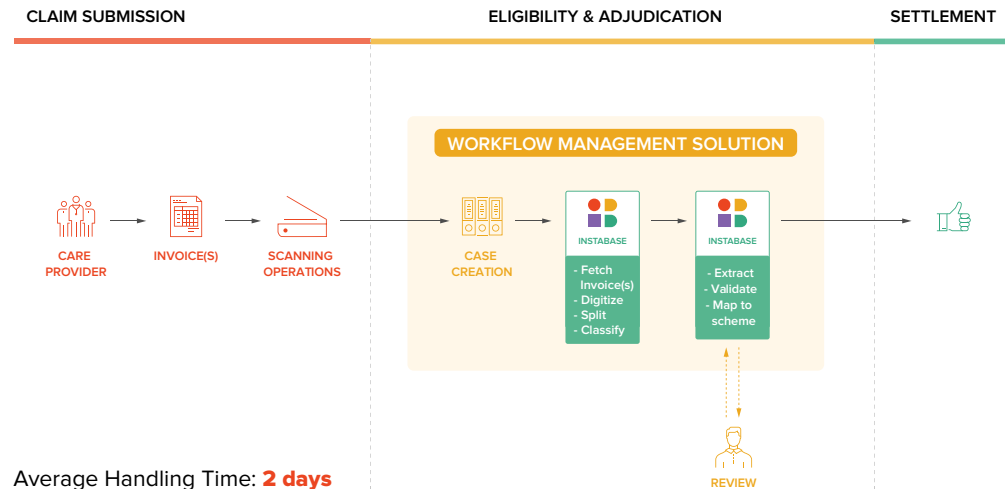 CLAIM SUBMISSION
ELIGIBILITY & ADJUDICATION
SETTLEMENT
WORKFLOW MANAGEMENT SOLUTION
CARE
PROVIDER
INVOICE(S)
SCANNING
OPERATIONS
CASE
CREATION
INSTABASE
- Fetch
Invoice(s)
- Digitize
- Split
- Classify
INSTABASE
- Extract
- Validate
- Map to
scheme
REVIEW
Average Handling Time: 2 days